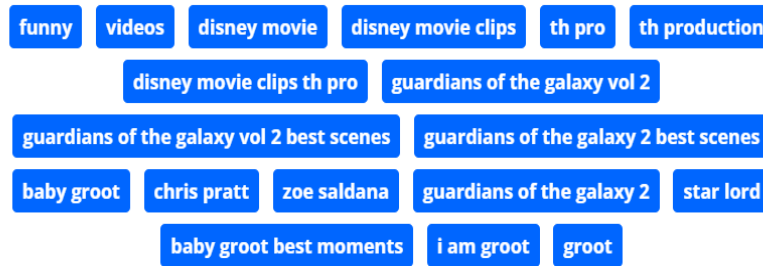 funny videos disney movie disney movie clips th pro th production
disney movie clips th pro guardians of the galaxy vol 2
guardians of the galaxy vol 2 best scenes guardians of the galaxy 2 best scenes
baby groot chris pratt zoe saldana guardians of the galaxy 2 star lord
baby groot best moments i am groot groot